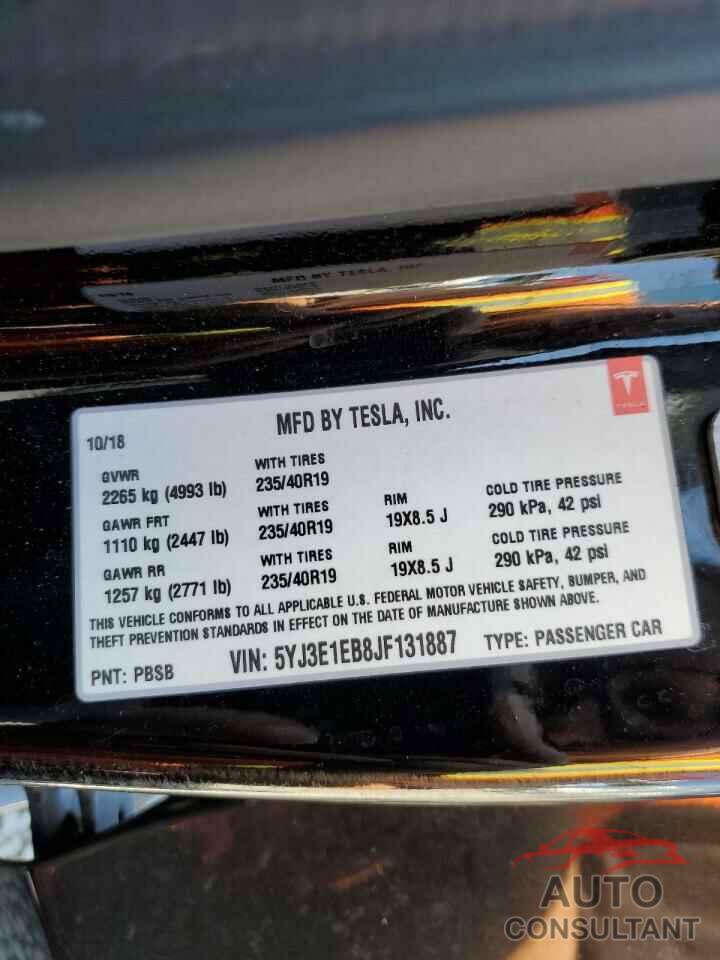 MFD BY TESLA, INC.
MFD BY TESLA, INC.
TESLA
10/18
GVWR WITH TIRES
2265 kg (4993 lb) 235/40R19
GAWR FRT WITH TIRES RIM COLD TIRE PRESSURE
1110 kg (2447 lb) 235/40R19 19X8.5 J 290 kPa, 42 psi
GAWR RR WITH TIRES RIM COLD TIRE PRESSURE
1257 kg (2771 lb) 235/40R19 19X8.5 J 290 kPa, 42 psi
THIS VEHICLE CONFORMS TO ALL APPLICABLE U.S. FEDERAL MOTOR VEHICLE SAFETY, BUMPER, AND
THEFT PREVENTION STANDARDS IN EFFECT ON THE DATE OF MANUFACTURE SHOWN ABOVE.
PNT: PBSB VIN: 5YJ3E1EB8JF131887 TYPE: PASSENGER CAR
AUTO
CONSULTANT